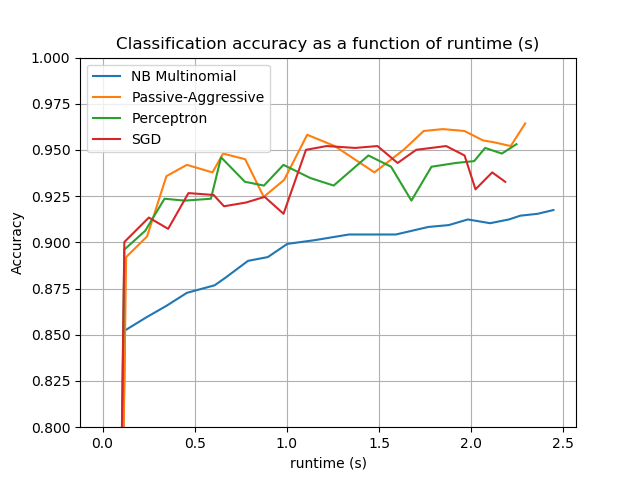 Classification accuracy as a function of runtime (s)
NB Multinomial
Passive-Aggressive
Perceptron
SGD
Accuracy
1.000
0.975
0.950
0.925
0.900
0.875
0.850
0.825
0.800
0.0 0.5 1.0 1.5 2.0 2.5
runtime (s)